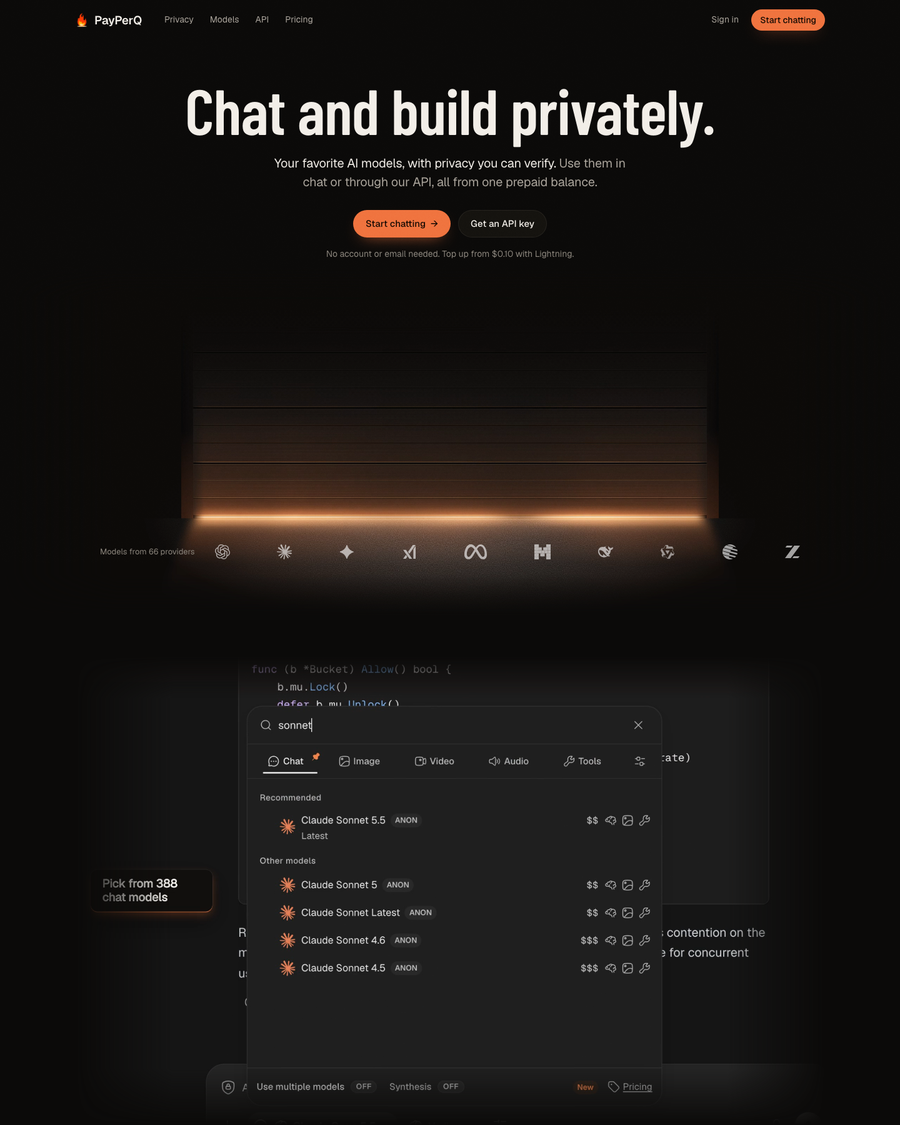 PayPerQ
Privacy
Models
API
Pricing
Sign in
Start chatting
Chat and build privately.
Your favorite AI models, with privacy you can verify. Use them in
chat or through our API, all from one prepaid balance.
Start chatting →
Get an API key
No account or email needed. Top up from $0.10 with Lightning.
Models from 66 providers
func (b *Bucket) Allow() bool {
b.mu.Lock()
defer b.mu.Unlock()
tate)
sonnet
Chat
Image
Video
Audio
Tools
Recommended
Claude Sonnet 5.5 ANON $$
Latest
Other models
Claude Sonnet 5 ANON $$
Claude Sonnet Latest ANON $$
Claude Sonnet 4.6 ANON $$$
Claude Sonnet 4.5 ANON $$$
Pick from 388
chat models
R
contention on the
m
e for concurrent
us
A
Use multiple models OFF
Synthesis OFF
New
Pricing